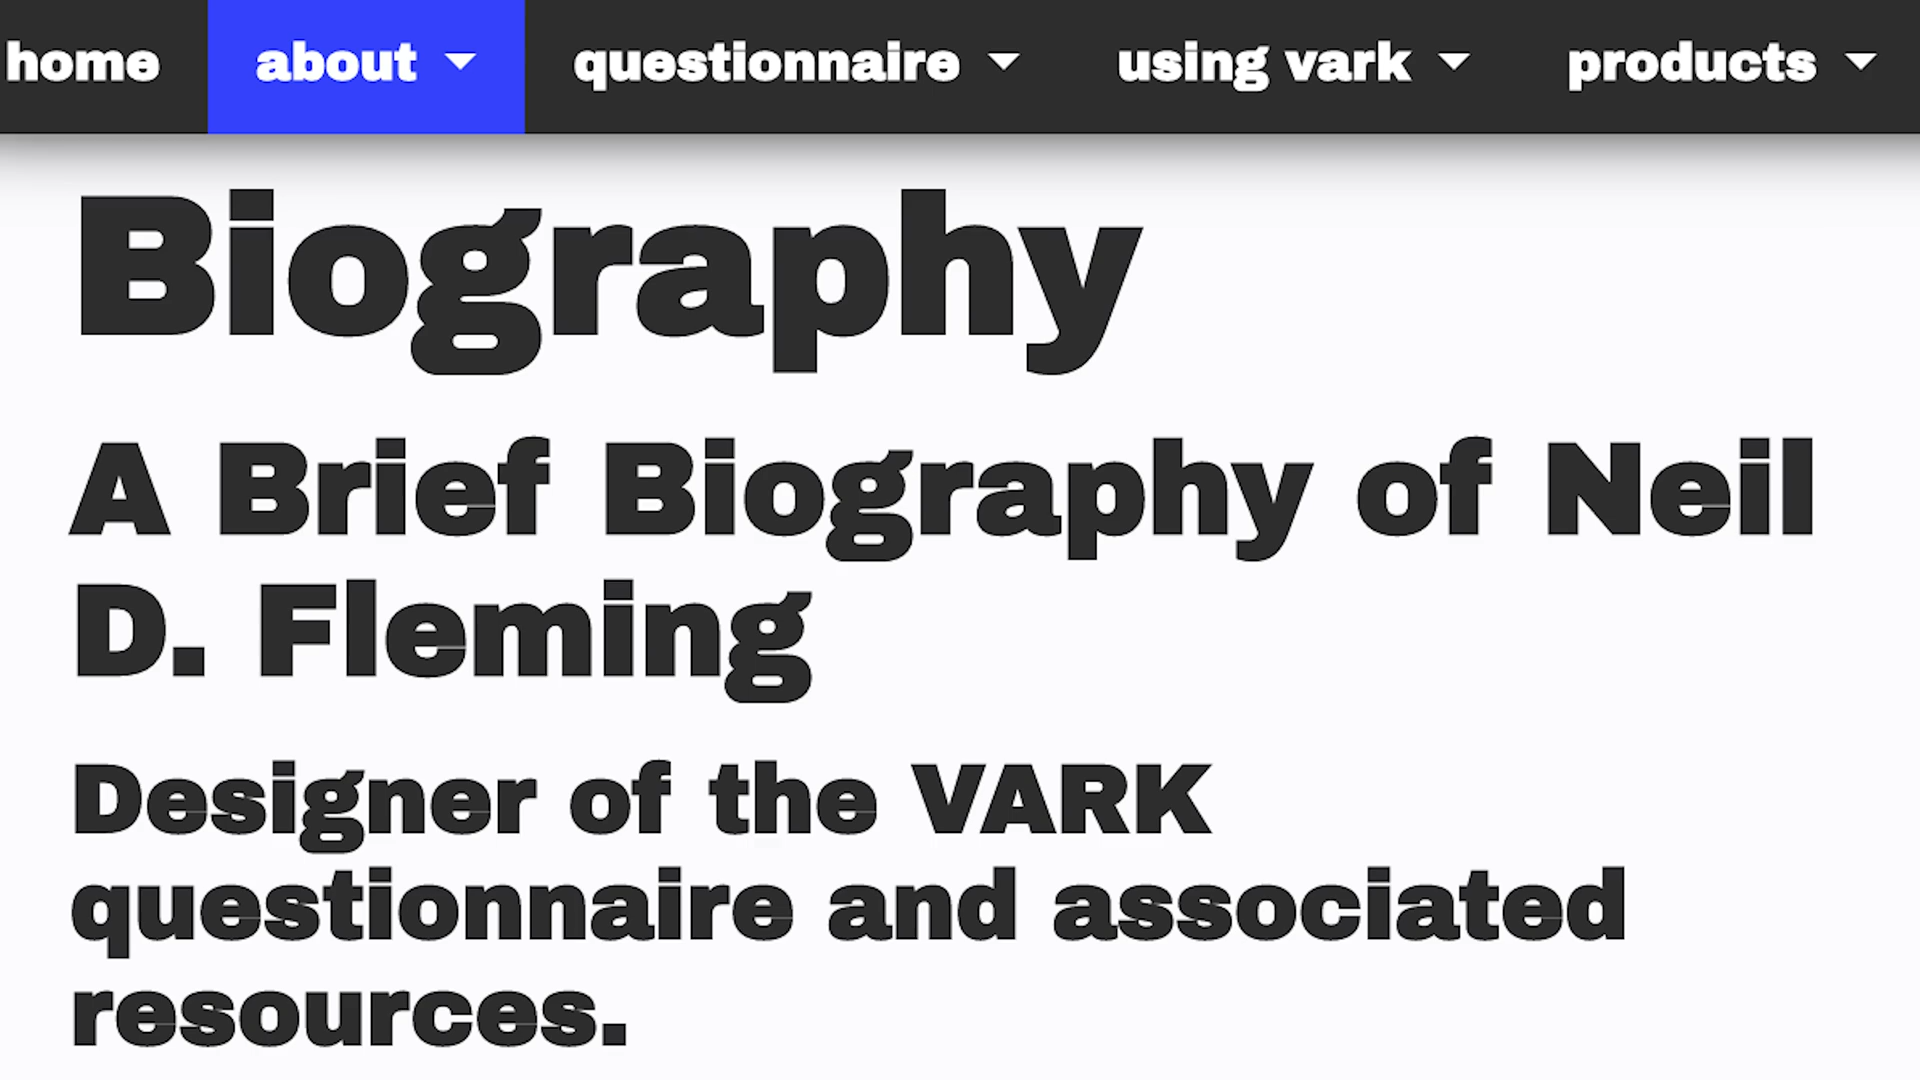 home about questionnaire using vark products
Biography
A Brief Biography of Neil
D. Fleming
Designer of the VARK
questionnaire and associated
resources.